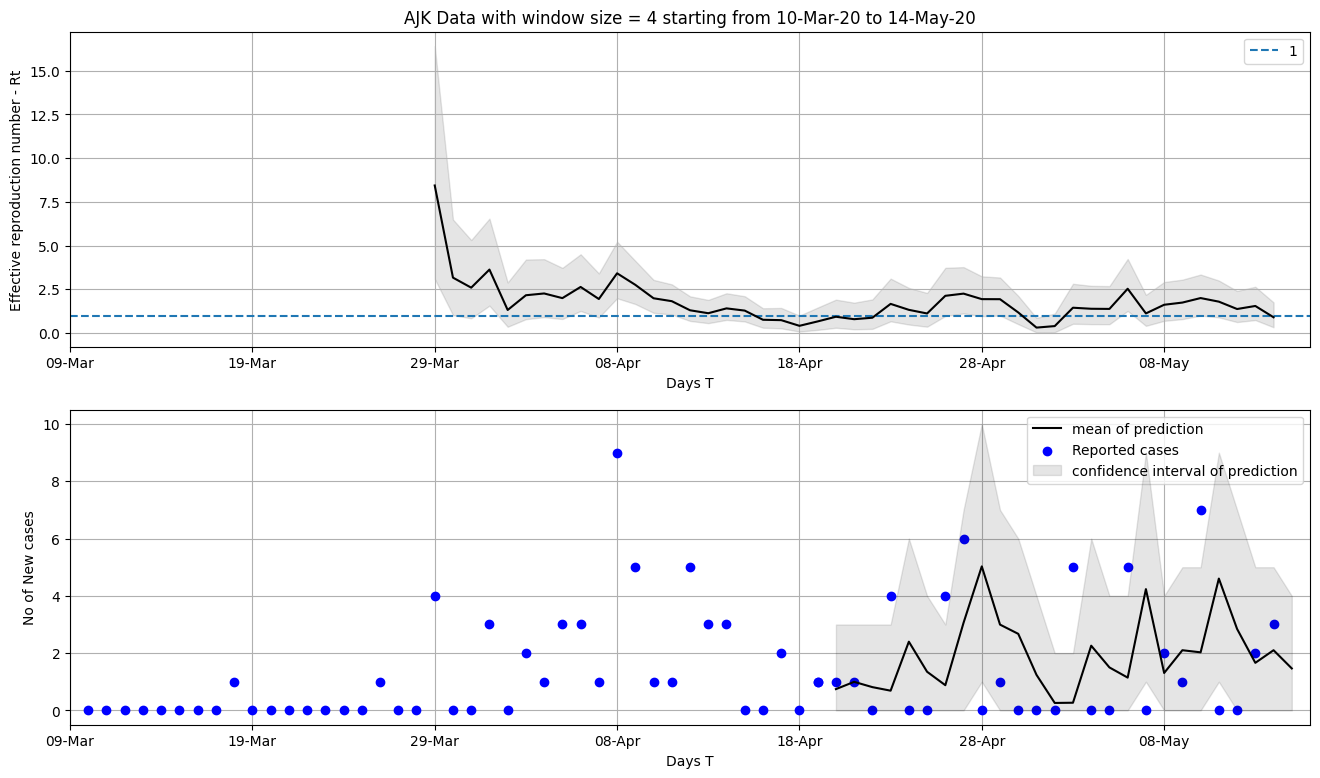 AJK Data with window size = 4 starting from 10-Mar-20 to 14-May-20
Effective reproduction number - Rt
15.0
12.5
10.0
7.5
5.0
2.5
0.0
1
09-Mar 19-Mar 29-Mar 08-Apr 18-Apr 28-Apr 08-May
Days T
No of New cases
10
8
6
4
2
0
mean of prediction
Reported cases
confidence interval of prediction
09-Mar 19-Mar 29-Mar 08-Apr 18-Apr 28-Apr 08-May
Days T